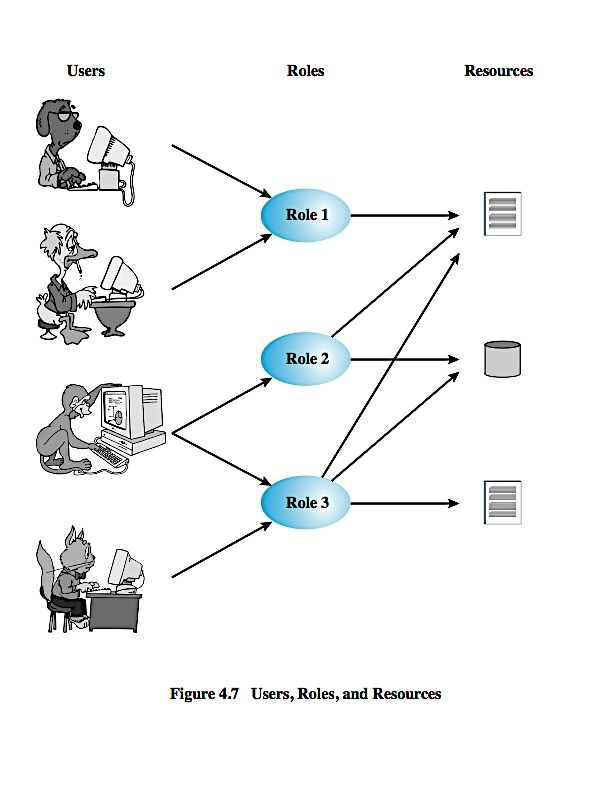 Users Roles Resources
Role 1
Role 2
Role 3
Figure 4.7 Users, Roles, and Resources